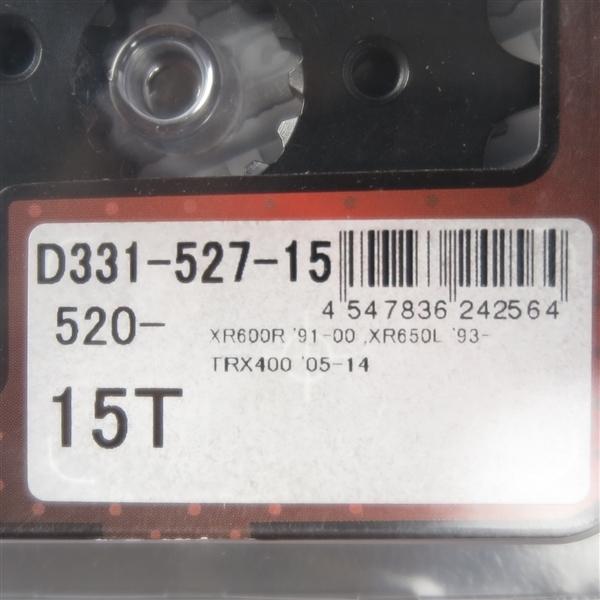 D331-527-15
4 547836 242564
520- XR600R '91-00 ,XR650L '93-
TRX400 '05-14
15T